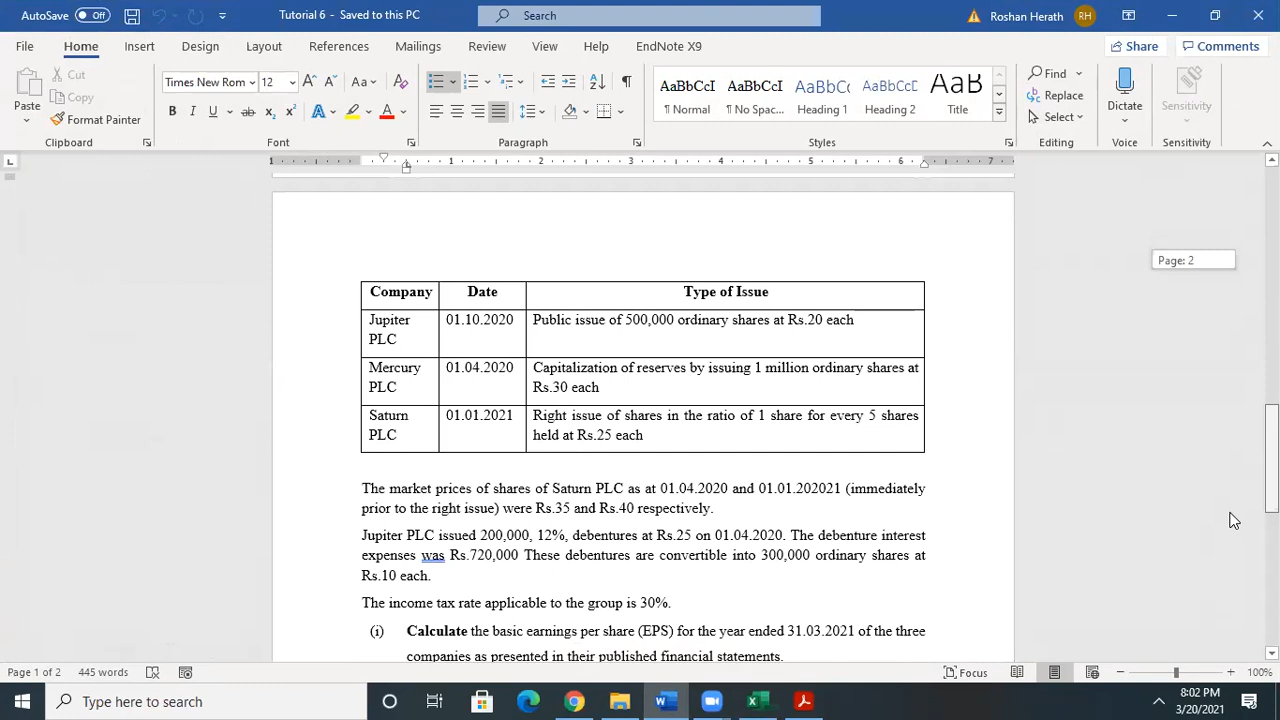 AutoSave Off Tutorial 6 - Saved to this PC Search Roshan Herath RH
File Home Insert Design Layout References Mailings Review View Help EndNote X9 Share Comments
Paste Cut Copy Format Painter
Times New Rom 12
AaBbCcI AaBbCcI AaBbCc AaBbCcI AaB
¶ Normal ¶ No Spac... Heading 1 Heading 2 Title
Find Replace Select Dictate Sensitivity
Clipboard Font Paragraph Styles Editing Voice Sensitivity
1 1 2 3 4 5 6 7
Page: 2
Company Date Type of Issue
Jupiter PLC 01.10.2020 Public issue of 500,000 ordinary shares at Rs.20 each
Mercury PLC 01.04.2020 Capitalization of reserves by issuing 1 million ordinary shares at
Rs.30 each
Saturn PLC 01.01.2021 Right issue of shares in the ratio of 1 share for every 5 shares
held at Rs.25 each
The market prices of shares of Saturn PLC as at 01.04.2020 and 01.01.202021 (immediately
prior to the right issue) were Rs.35 and Rs.40 respectively.
Jupiter PLC issued 200,000, 12%, debentures at Rs.25 on 01.04.2020. The debenture interest
expenses was Rs.720,000 These debentures are convertible into 300,000 ordinary shares at
Rs.10 each.
The income tax rate applicable to the group is 30%.
(i) Calculate the basic earnings per share (EPS) for the year ended 31.03.2021 of the three
companies as presented in their published financial statements.
Page 1 of 2 445 words Focus 100%
Type here to search 8:02 PM
3/20/2021